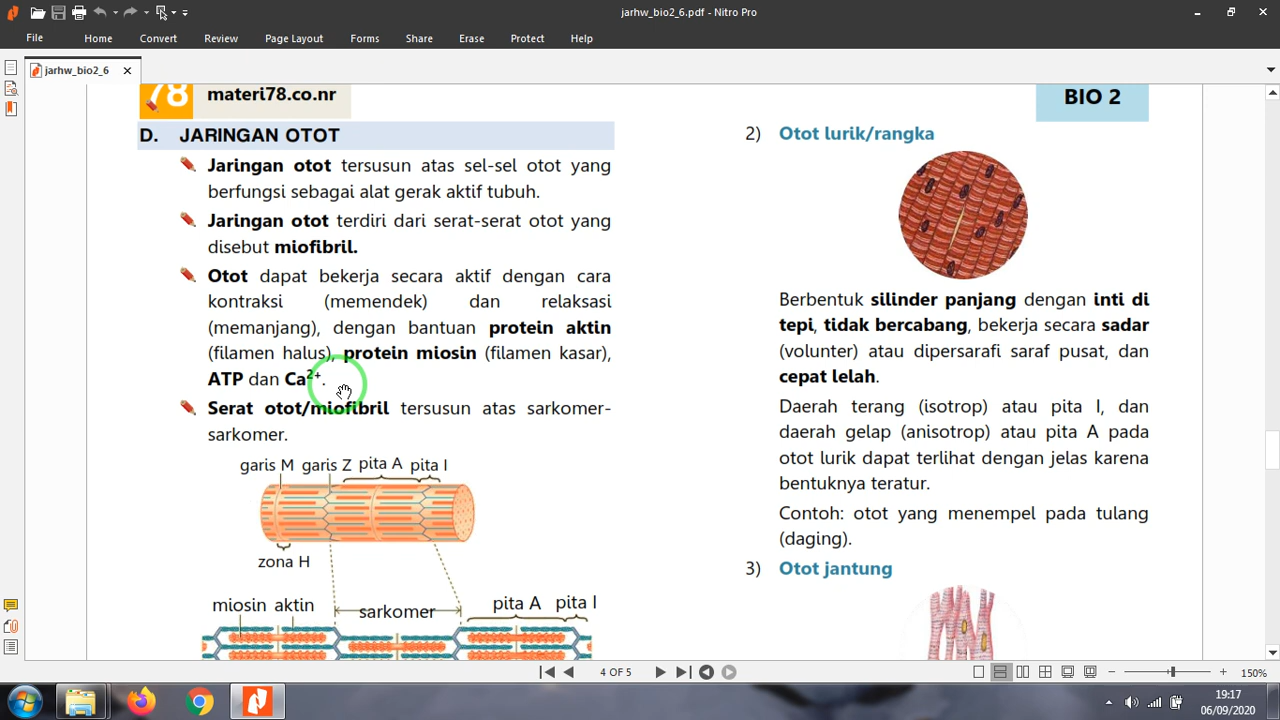 jarhw_bio2_6.pdf - Nitro Pro
File Home Convert Review Page Layout Forms Share Erase Protect Help
jarhw_bio2_6
78 materi78.co.nr
BIO 2
D. JARINGAN OTOT
Jaringan otot tersusun atas sel-sel otot yang
berfungsi sebagai alat gerak aktif tubuh.
Jaringan otot terdiri dari serat-serat otot yang
disebut miofibril.
Otot dapat bekerja secara aktif dengan cara
kontraksi (memendek) dan relaksasi
(memanjang), dengan bantuan protein aktin
(filamen halus), protein miosin (filamen kasar),
ATP dan Ca²⁺.
Serat otot/miofibril tersusun atas sarkomer-
sarkomer.
garis M garis Z pita A pita I
zona H
miosin aktin sarkomer pita A pita I
2) Otot lurik/rangka
Berbentuk silinder panjang dengan inti di
tepi, tidak bercabang, bekerja secara sadar
(volunter) atau dipersarafi saraf pusat, dan
cepat lelah.
Daerah terang (isotrop) atau pita I, dan
daerah gelap (anisotrop) atau pita A pada
otot lurik dapat terlihat dengan jelas karena
bentuknya teratur.
Contoh: otot yang menempel pada tulang
(daging).
3) Otot jantung
4 OF 5
150%
19:17
06/09/2020